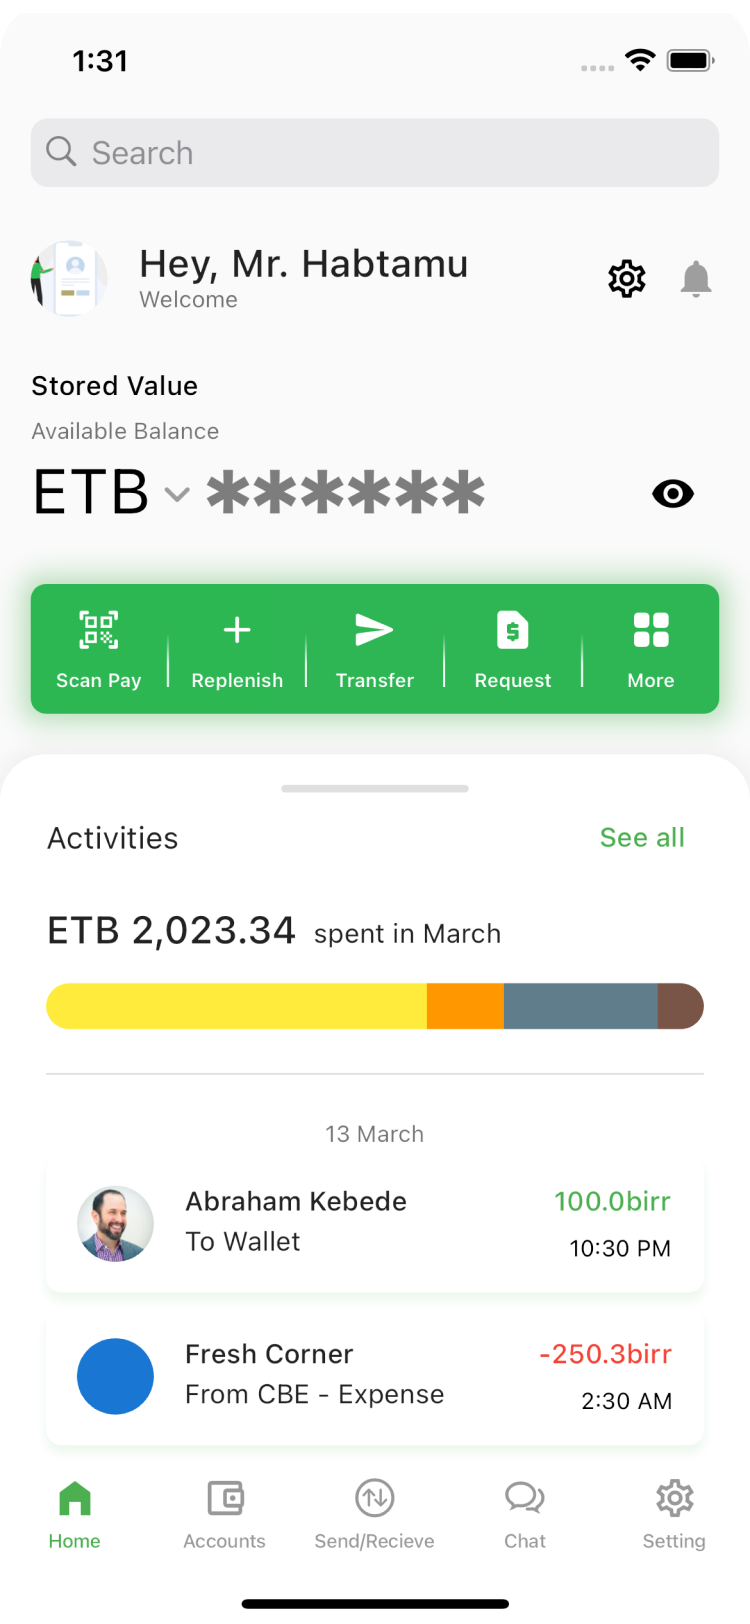 1:31
Search
Hey, Mr. Habtamu
Welcome
Stored Value
Available Balance
ETB ******
Scan Pay Replenish Transfer Request More
Activities See all
ETB 2,023.34 spent in March
13 March
Abraham Kebede 100.0birr
To Wallet 10:30 PM
Fresh Corner -250.3birr
From CBE - Expense 2:30 AM
Home Accounts Send/Recieve Chat Setting